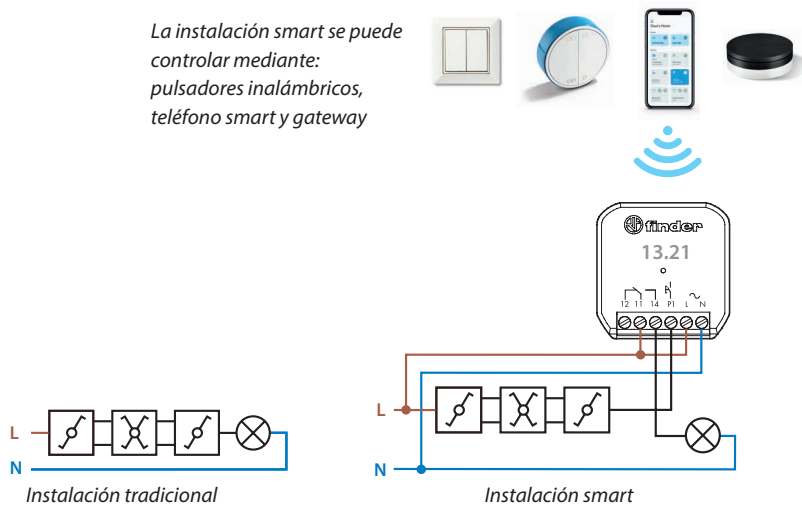 La instalación smart se puede
controlar mediante:
pulsadores inalámbricos,
teléfono smart y gateway
finder
13.21
12 11 14 P1 L N
L
N
Instalación tradicional
L
N
Instalación smart